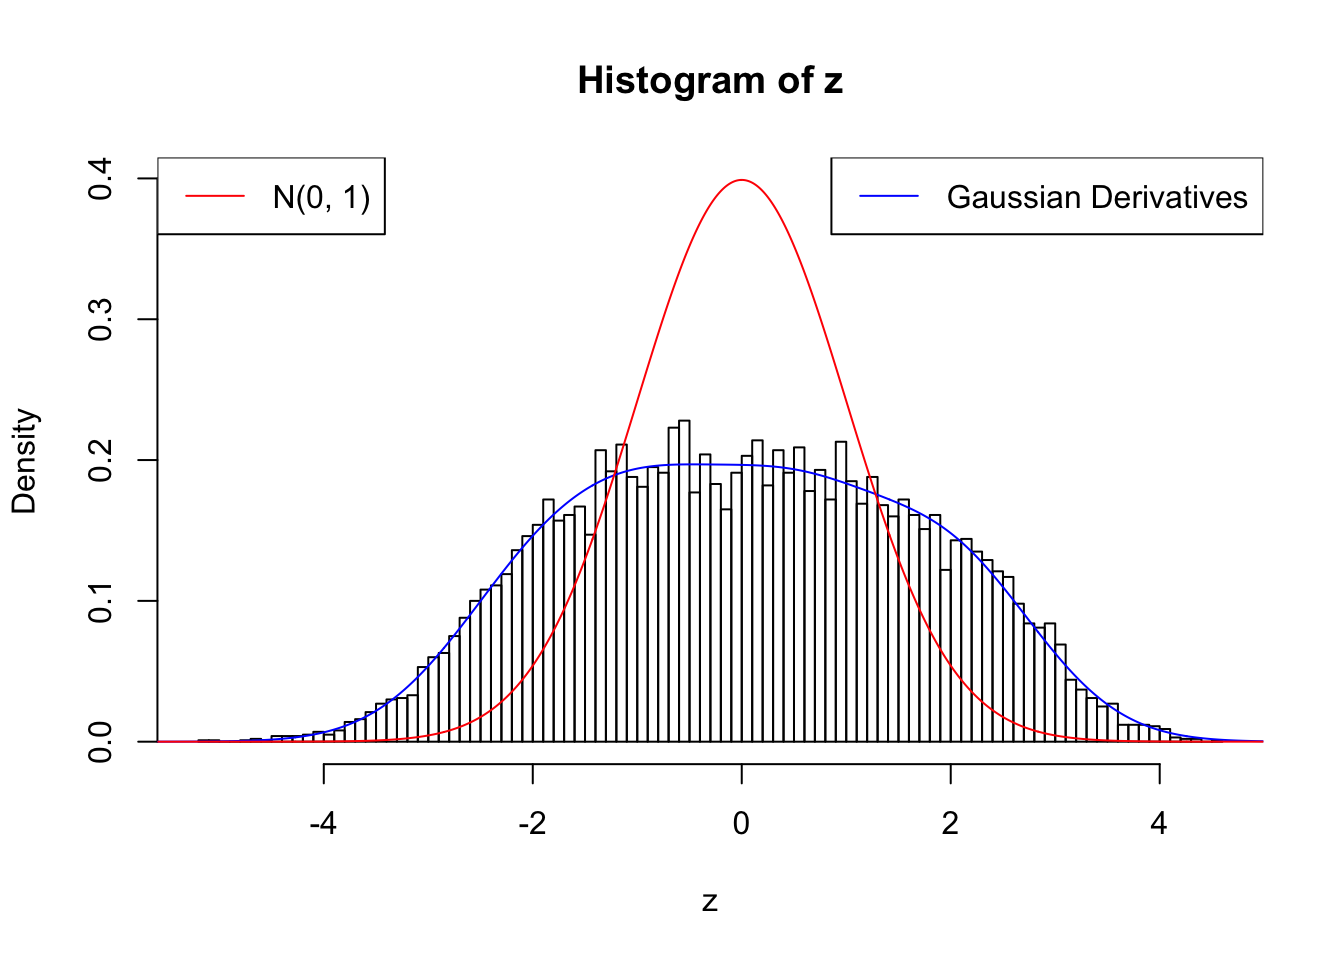 Histogram of z
N(0, 1)
Gaussian Derivatives
Density
0.4
0.3
0.2
0.1
0.0
-4 -2 0 2 4
z